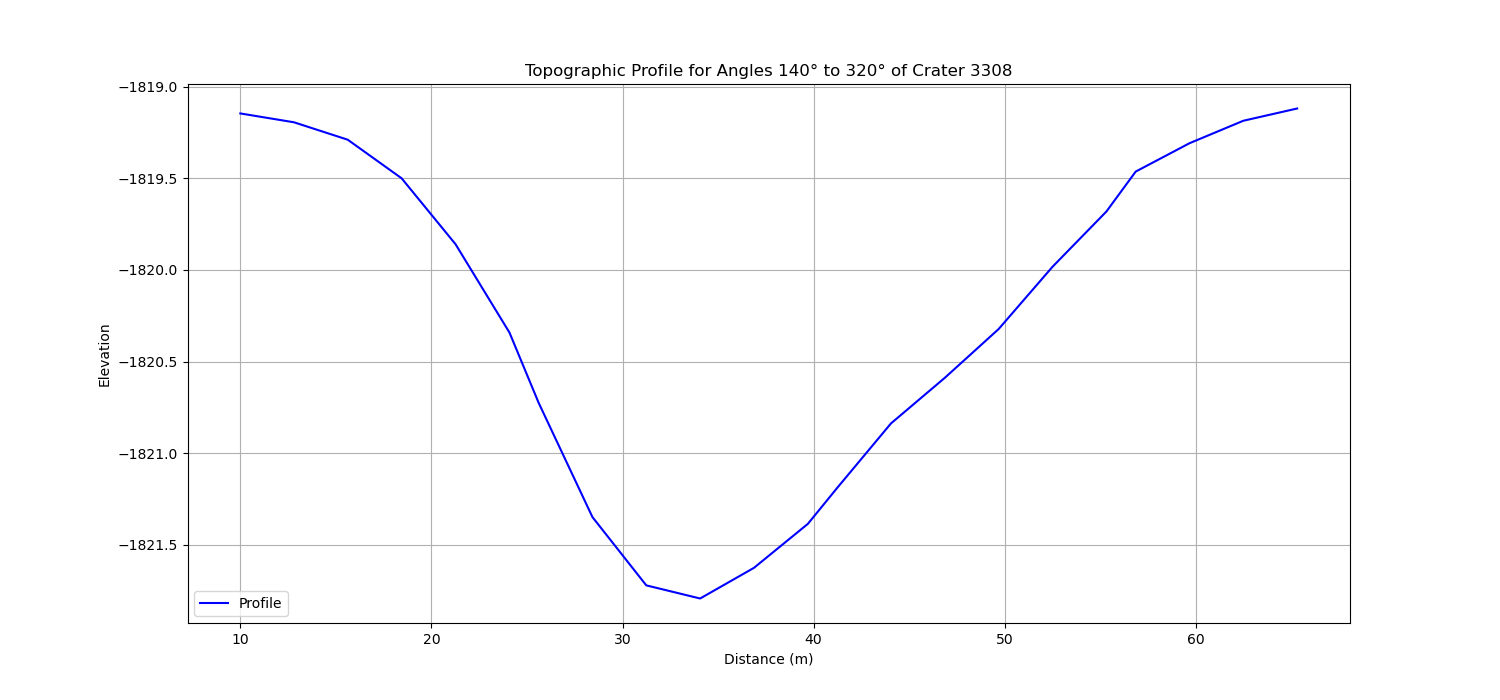 Topographic Profile for Angles 140° to 320° of Crater 3308
−1819.0
−1819.5
−1820.0
−1820.5
−1821.0
−1821.5
Elevation
Profile
10 20 30 40 50 60
Distance (m)